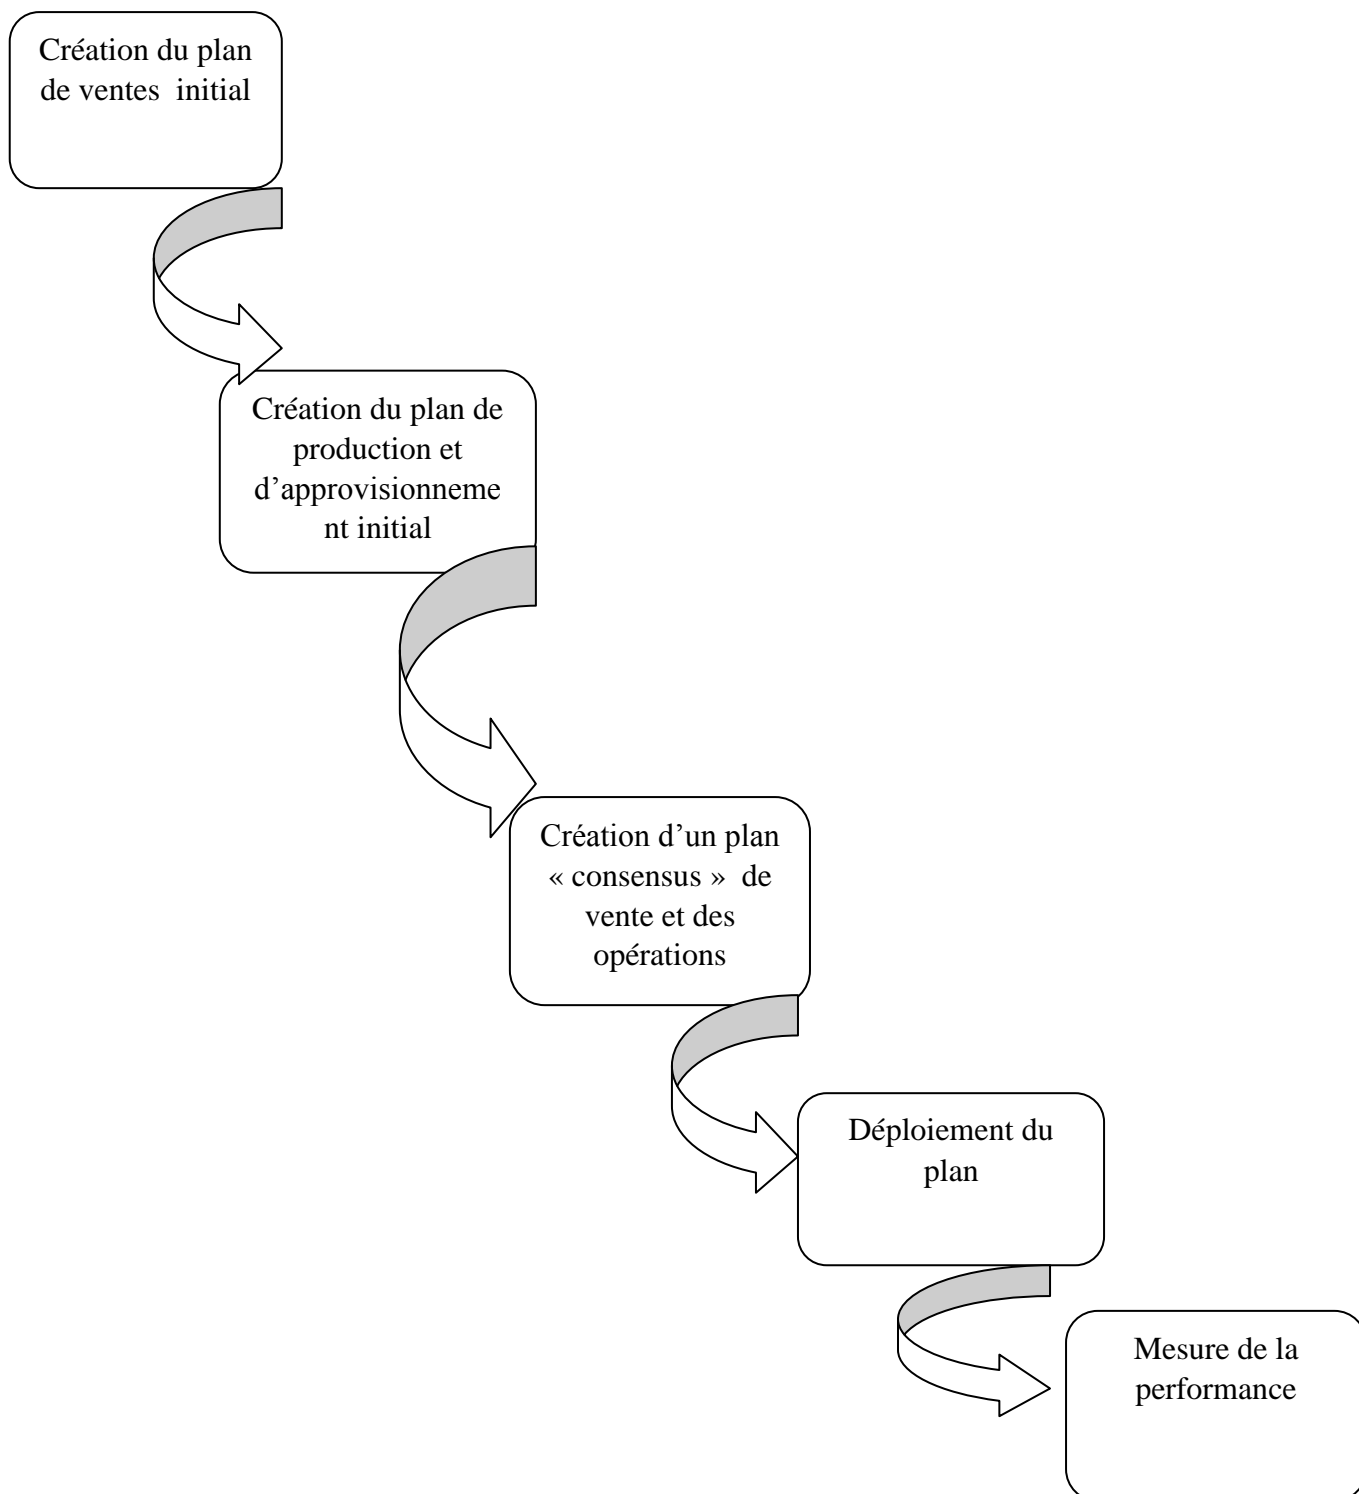 Création du plan
de ventes  initial
Création du plan de
production et
d’approvisionneme
nt initial
Création d’un plan
« consensus »  de
vente et des
opérations
Déploiement du
plan
Mesure de la
performance